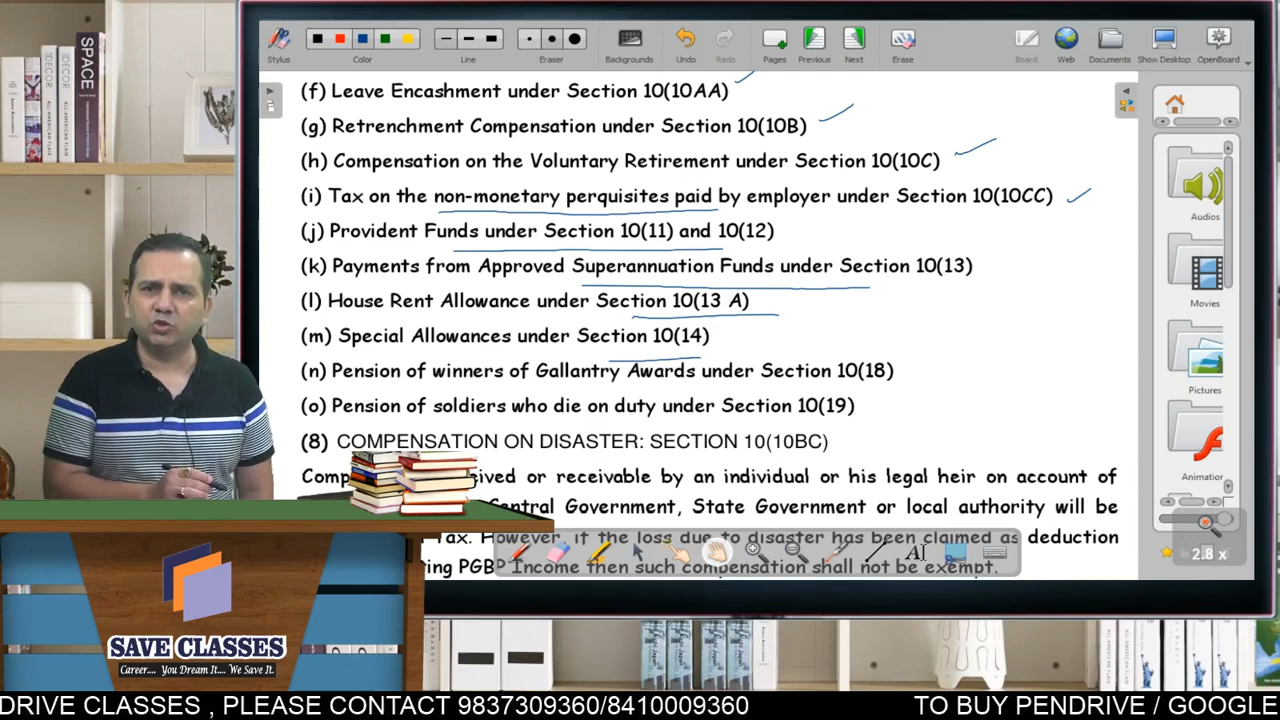 Stylus
Color
Line
Eraser
Backgrounds
Undo
Redo
Pages
Previous
Next
Erase
Board
Web
Documents
Show Desktop
OpenBoard
(f) Leave Encashment under Section 10(10AA)
(g) Retrenchment Compensation under Section 10(10B)
(h) Compensation on the Voluntary Retirement under Section 10(10C)
(i) Tax on the non-monetary perquisites paid by employer under Section 10(10CC)
(j) Provident Funds under Section 10(11) and 10(12)
(k) Payments from Approved Superannuation Funds under Section 10(13)
(l) House Rent Allowance under Section 10(13 A)
(m) Special Allowances under Section 10(14)
(n) Pension of winners of Gallantry Awards under Section 10(18)
(o) Pension of soldiers who die on duty under Section 10(19)
(8) COMPENSATION ON DISASTER: SECTION 10(10BC)
Comp ived or receivable by an individual or his legal heir on account of
entral Government, State Government or local authority will be
Tax. However, if the loss due to disaster has been claimed as deduction
ting PGBP Income then such compensation shall not be exempt.
Audios
Movies
Pictures
Animation
2.8 x
SPACE
DECOR
DECOR
SAVE CLASSES
Career.... You Dream It.... We Save It.
DRIVE CLASSES , PLEASE CONTACT 9837309360/8410009360
TO BUY PENDRIVE / GOOGLE